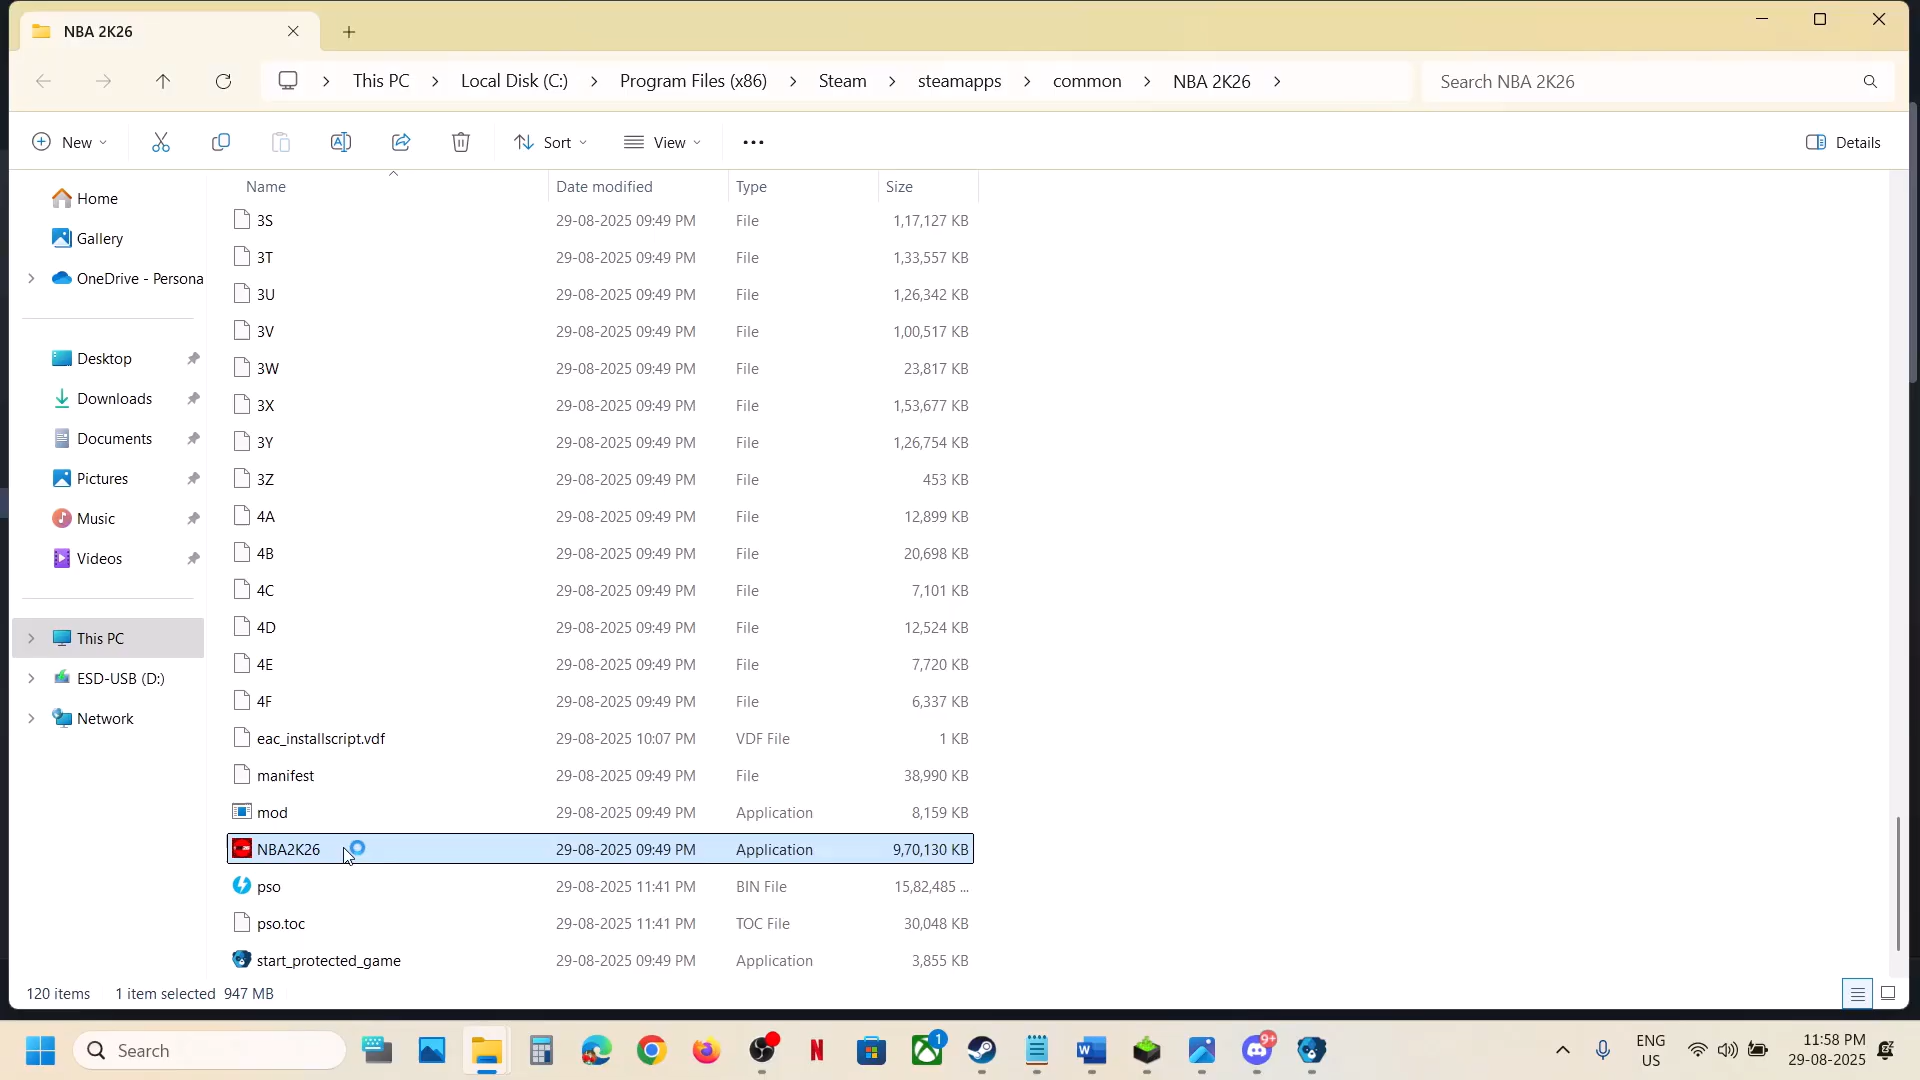 NBA 2K26
This PC Local Disk (C:) Program Files (x86) Steam steamapps common NBA 2K26
Search NBA 2K26
New Sort View Details
Name Date modified Type Size
Home
Gallery
OneDrive - Persona
Desktop
Downloads
Documents
Pictures
Music
Videos
This PC
ESD-USB (D:)
Network
3S 29-08-2025 09:49 PM File 1,17,127 KB
3T 29-08-2025 09:49 PM File 1,33,557 KB
3U 29-08-2025 09:49 PM File 1,26,342 KB
3V 29-08-2025 09:49 PM File 1,00,517 KB
3W 29-08-2025 09:49 PM File 23,817 KB
3X 29-08-2025 09:49 PM File 1,53,677 KB
3Y 29-08-2025 09:49 PM File 1,26,754 KB
3Z 29-08-2025 09:49 PM File 453 KB
4A 29-08-2025 09:49 PM File 12,899 KB
4B 29-08-2025 09:49 PM File 20,698 KB
4C 29-08-2025 09:49 PM File 7,101 KB
4D 29-08-2025 09:49 PM File 12,524 KB
4E 29-08-2025 09:49 PM File 7,720 KB
4F 29-08-2025 09:49 PM File 6,337 KB
eac_installscript.vdf 29-08-2025 10:07 PM VDF File 1 KB
manifest 29-08-2025 09:49 PM File 38,990 KB
mod 29-08-2025 09:49 PM Application 8,159 KB
NBA2K26 29-08-2025 09:49 PM Application 9,70,130 KB
pso 29-08-2025 11:41 PM BIN File 15,82,485 ...
pso.toc 29-08-2025 11:41 PM TOC File 30,048 KB
start_protected_game 29-08-2025 09:49 PM Application 3,855 KB
120 items 1 item selected 947 MB
Search
1
9+
ENG
US
11:58 PM
29-08-2025